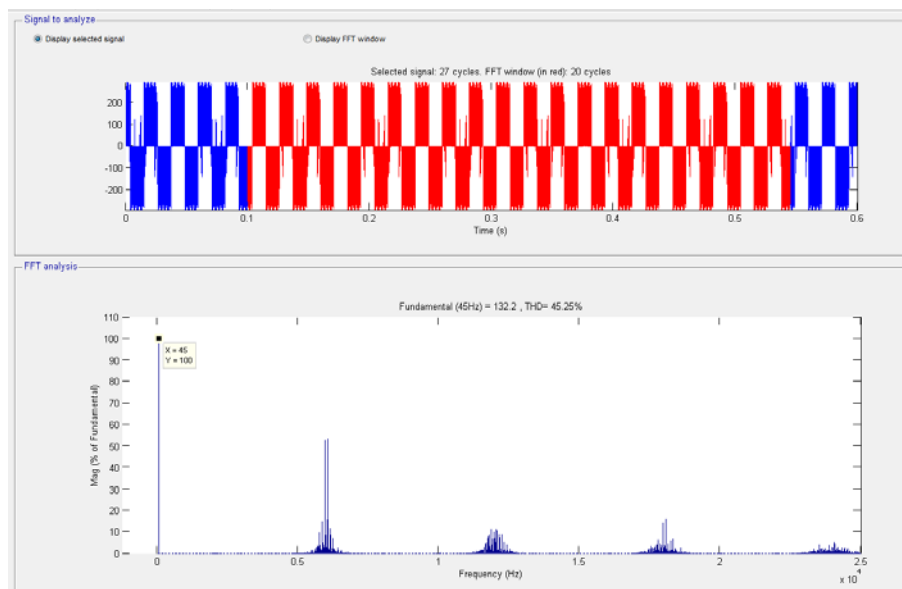 Signal to analyze
Display selected signal Display FFT window
Selected signal: 27 cycles. FFT window (in red): 20 cycles
200
100
0
-100
-200
0 0.1 0.2 0.3 0.4 0.5 0.6
Time (s)
FFT analysis
Fundamental (45Hz) = 132.2 , THD= 45.25%
110
100
90
80
70
60
50
40
30
20
10
0
X = 45
Y = 100
Mag (% of Fundamental)
0 0.5 1 1.5 2 2.5
Frequency (Hz)
x 10^4